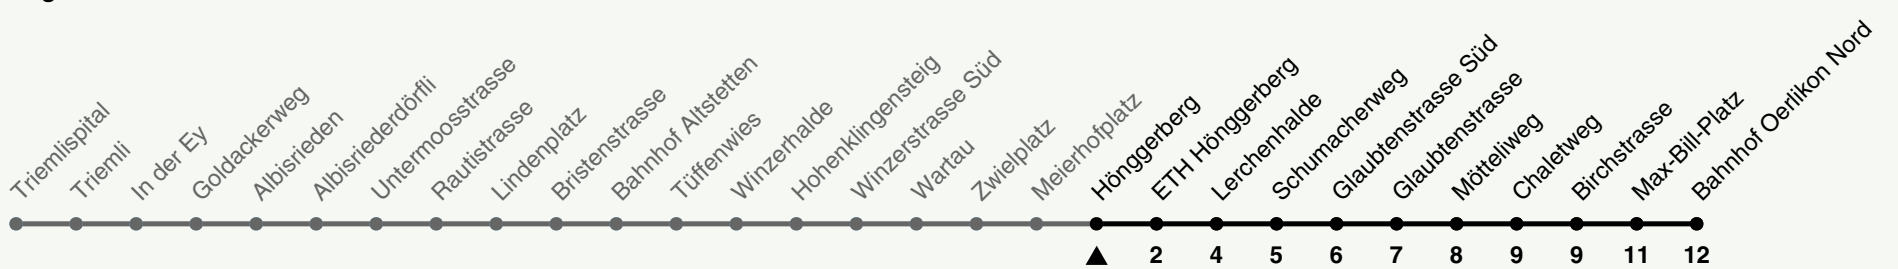 Triemlispital
Triemli
In der Ey
Goldackerweg
Albisrieden
Albisriederdörfli
Untermoosstrasse
Rautistrasse
Lindenplatz
Bristenstrasse
Bahnhof Altstetten
Tüffenwies
Winzerhalde
Hohenklingensteig
Winzerstrasse Süd
Wartau
Zwielplatz
Meierhofplatz
Hönggerberg
ETH Hönggerberg
Lerchenhalde
Schumacherweg
Glaubtenstrasse Süd
Glaubtenstrasse
Mötteliweg
Chaletweg
Birchstrasse
Max-Bill-Platz
Bahnhof Oerlikon Nord
2 4 5 6 7 8 9 9 11 12